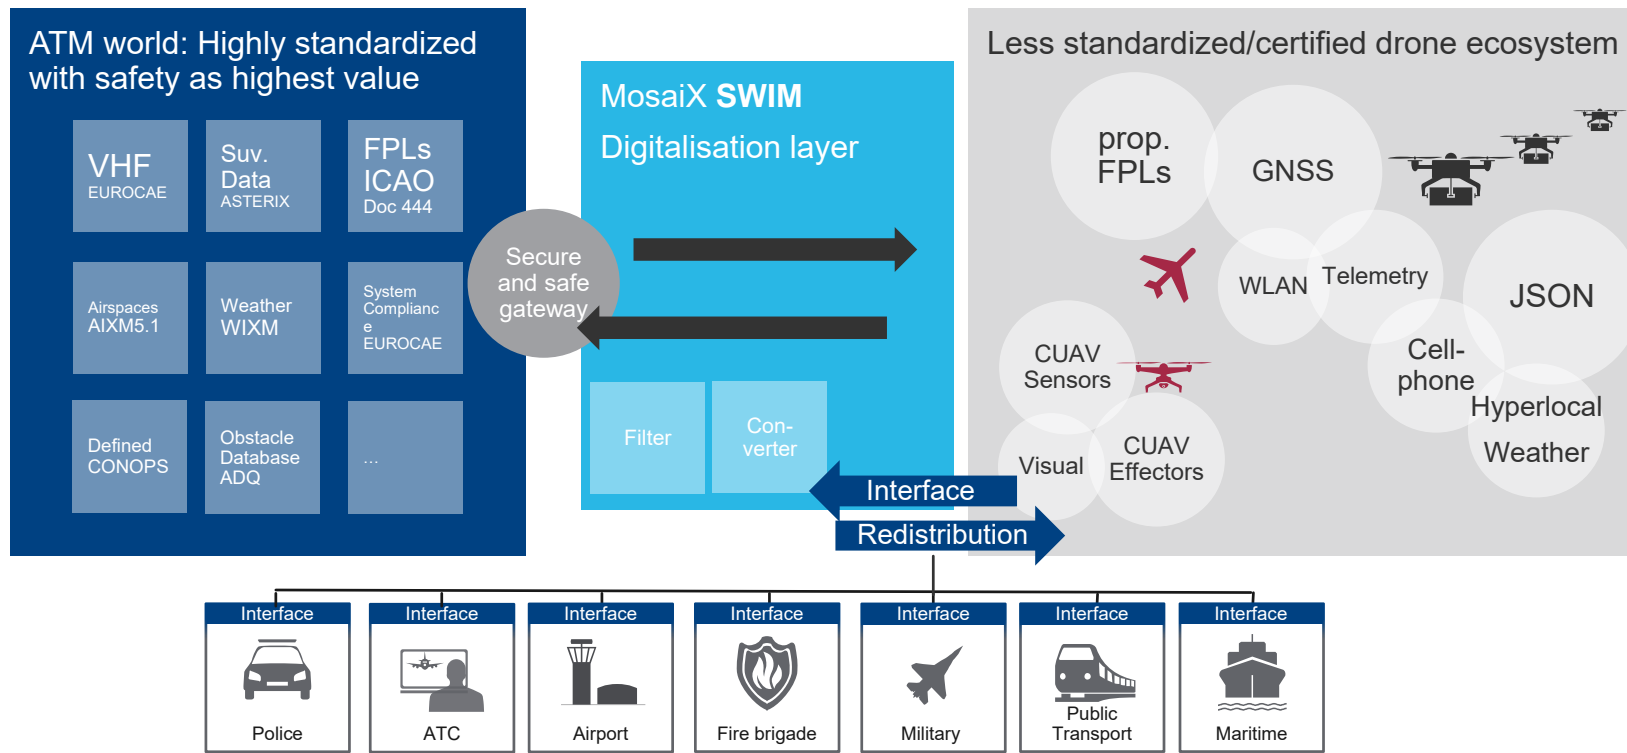 ATM world: Highly standardized
with safety as highest value
VHF
EUROCAE
Suv.
Data
ASTERIX
FPLs
ICAO
Doc 444
Airspaces
AIXM5.1
Weather
WIXM
System
Complianc
e
EUROCAE
Defined
CONOPS
Obstacle
Database
ADQ
...
Secure
and safe
gateway
MosaiX SWIM
Digitalisation layer
Filter
Con-
verter
Interface
Redistribution
Less standardized/certified drone ecosystem
prop.
FPLs
GNSS
WLAN
Telemetry
JSON
Cell-
phone
Hyperlocal
Weather
CUAV
Sensors
Visual
CUAV
Effectors
Interface
Police
Interface
ATC
Interface
Airport
Interface
Fire brigade
Interface
Military
Interface
Public
Transport
Interface
Maritime